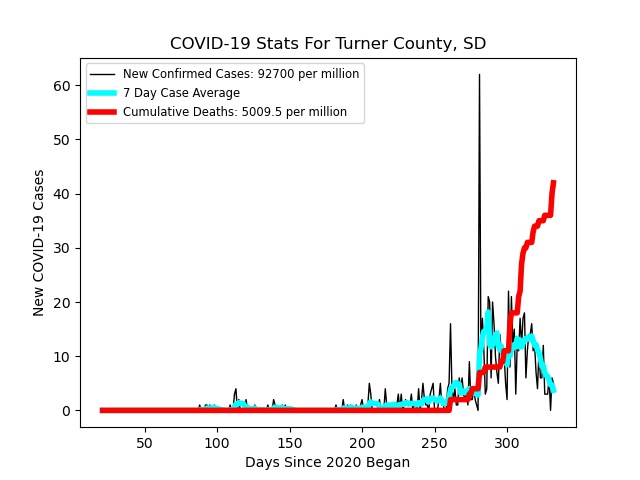 COVID-19 Stats For Turner County, SD
New Confirmed Cases: 92700 per million
7 Day Case Average
Cumulative Deaths: 5009.5 per million
New COVID-19 Cases
60
50
40
30
20
10
0
50 100 150 200 250 300
Days Since 2020 Began